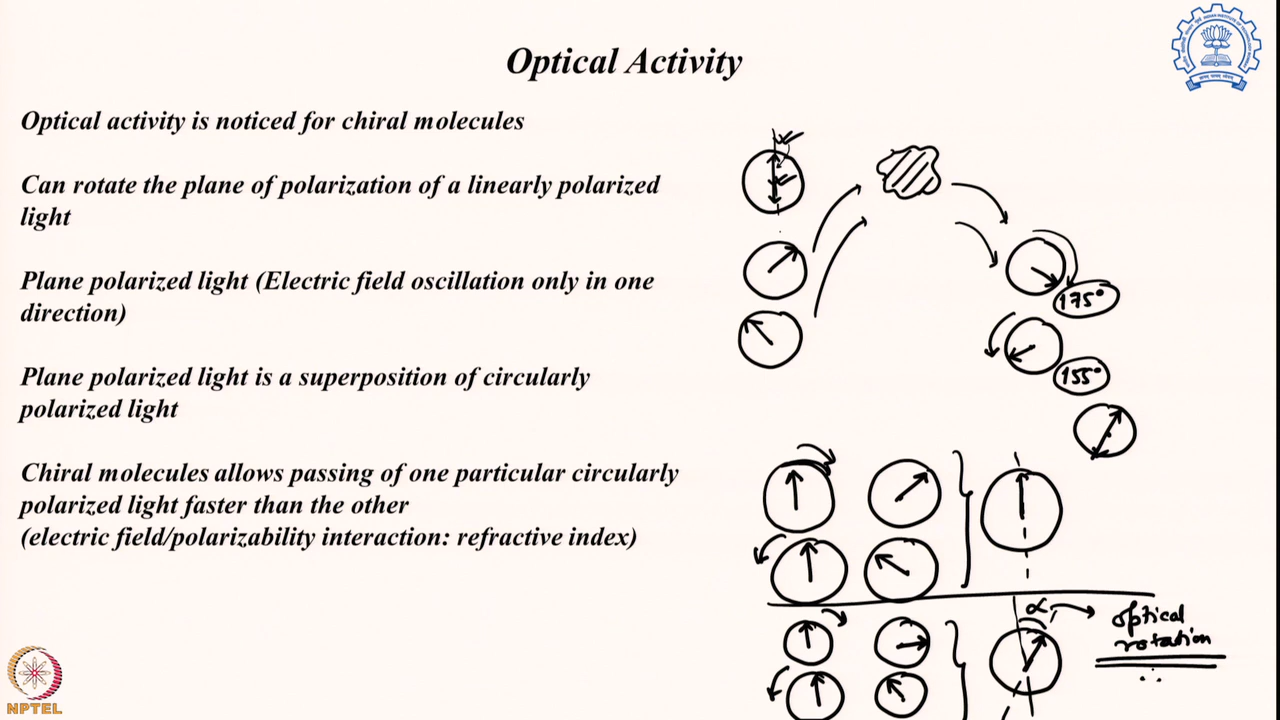 Optical Activity
Optical activity is noticed for chiral molecules
Can rotate the plane of polarization of a linearly polarized
light
Plane polarized light (Electric field oscillation only in one
direction)
Plane polarized light is a superposition of circularly
polarized light
Chiral molecules allows passing of one particular circularly
polarized light faster than the other
(electric field/polarizability interaction: refractive index)
175°
155°
α
optical
rotation
NPTEL